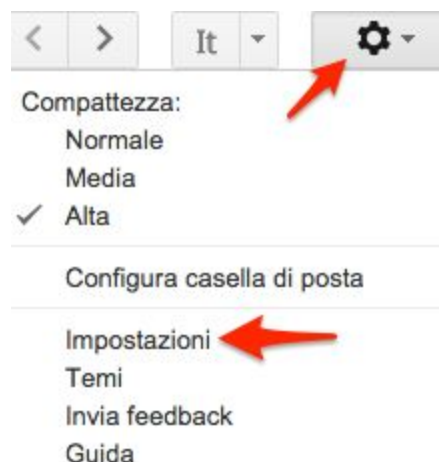 It
Compattezza:
Normale
Media
Alta
Configura casella di posta
Impostazioni
Temi
Invia feedback
Guida